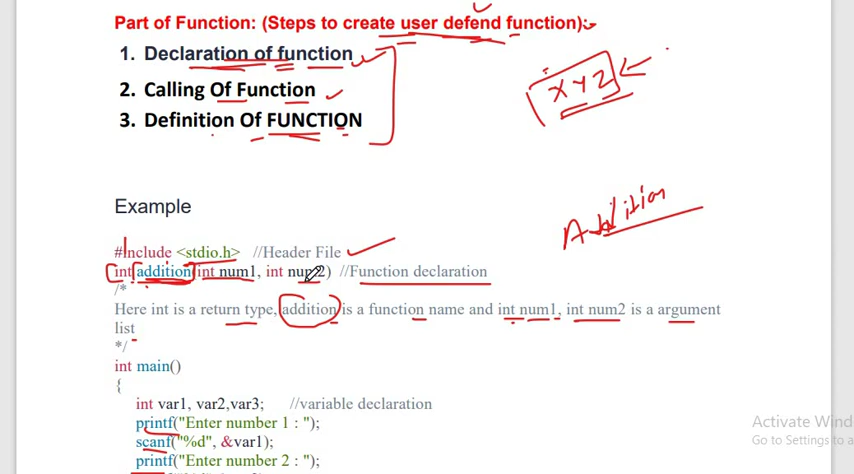 Part of Function: (Steps to create user defend function):-
1. Declaration of function
2. Calling Of Function
3. Definition Of FUNCTION
XYZ
Addition
Example
#Include <stdio.h> //Header File
int addition(int num1, int num2) //Function declaration
/*
Here int is a return type, addition is a function name and int num1, int num2 is a argument
list
*/
int main()
{
int var1, var2,var3; //variable declaration
printf("Enter number 1 : ");
scanf("%d", &var1);
printf("Enter number 2 : ");
Activate Wind
Go to Settings to a